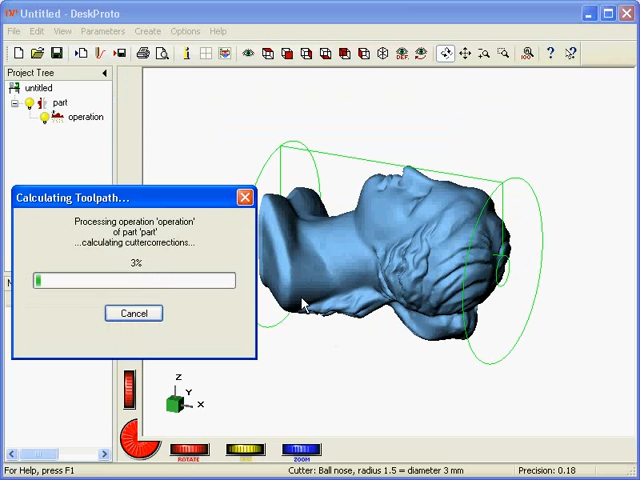 Untitled - DeskProto
File Edit View Parameters Create Options Help
DEF.
100
Project Tree
untitled
part
operation
Calculating Toolpath...
Processing operation 'operation'
of part 'part'
...calculating cuttercorrections...
3%
Cancel
N
Z
Y
X
ROTATE
ZOOM
For Help, press F1
Cutter: Ball nose, radius 1.5 = diameter 3 mm
Precision: 0.18